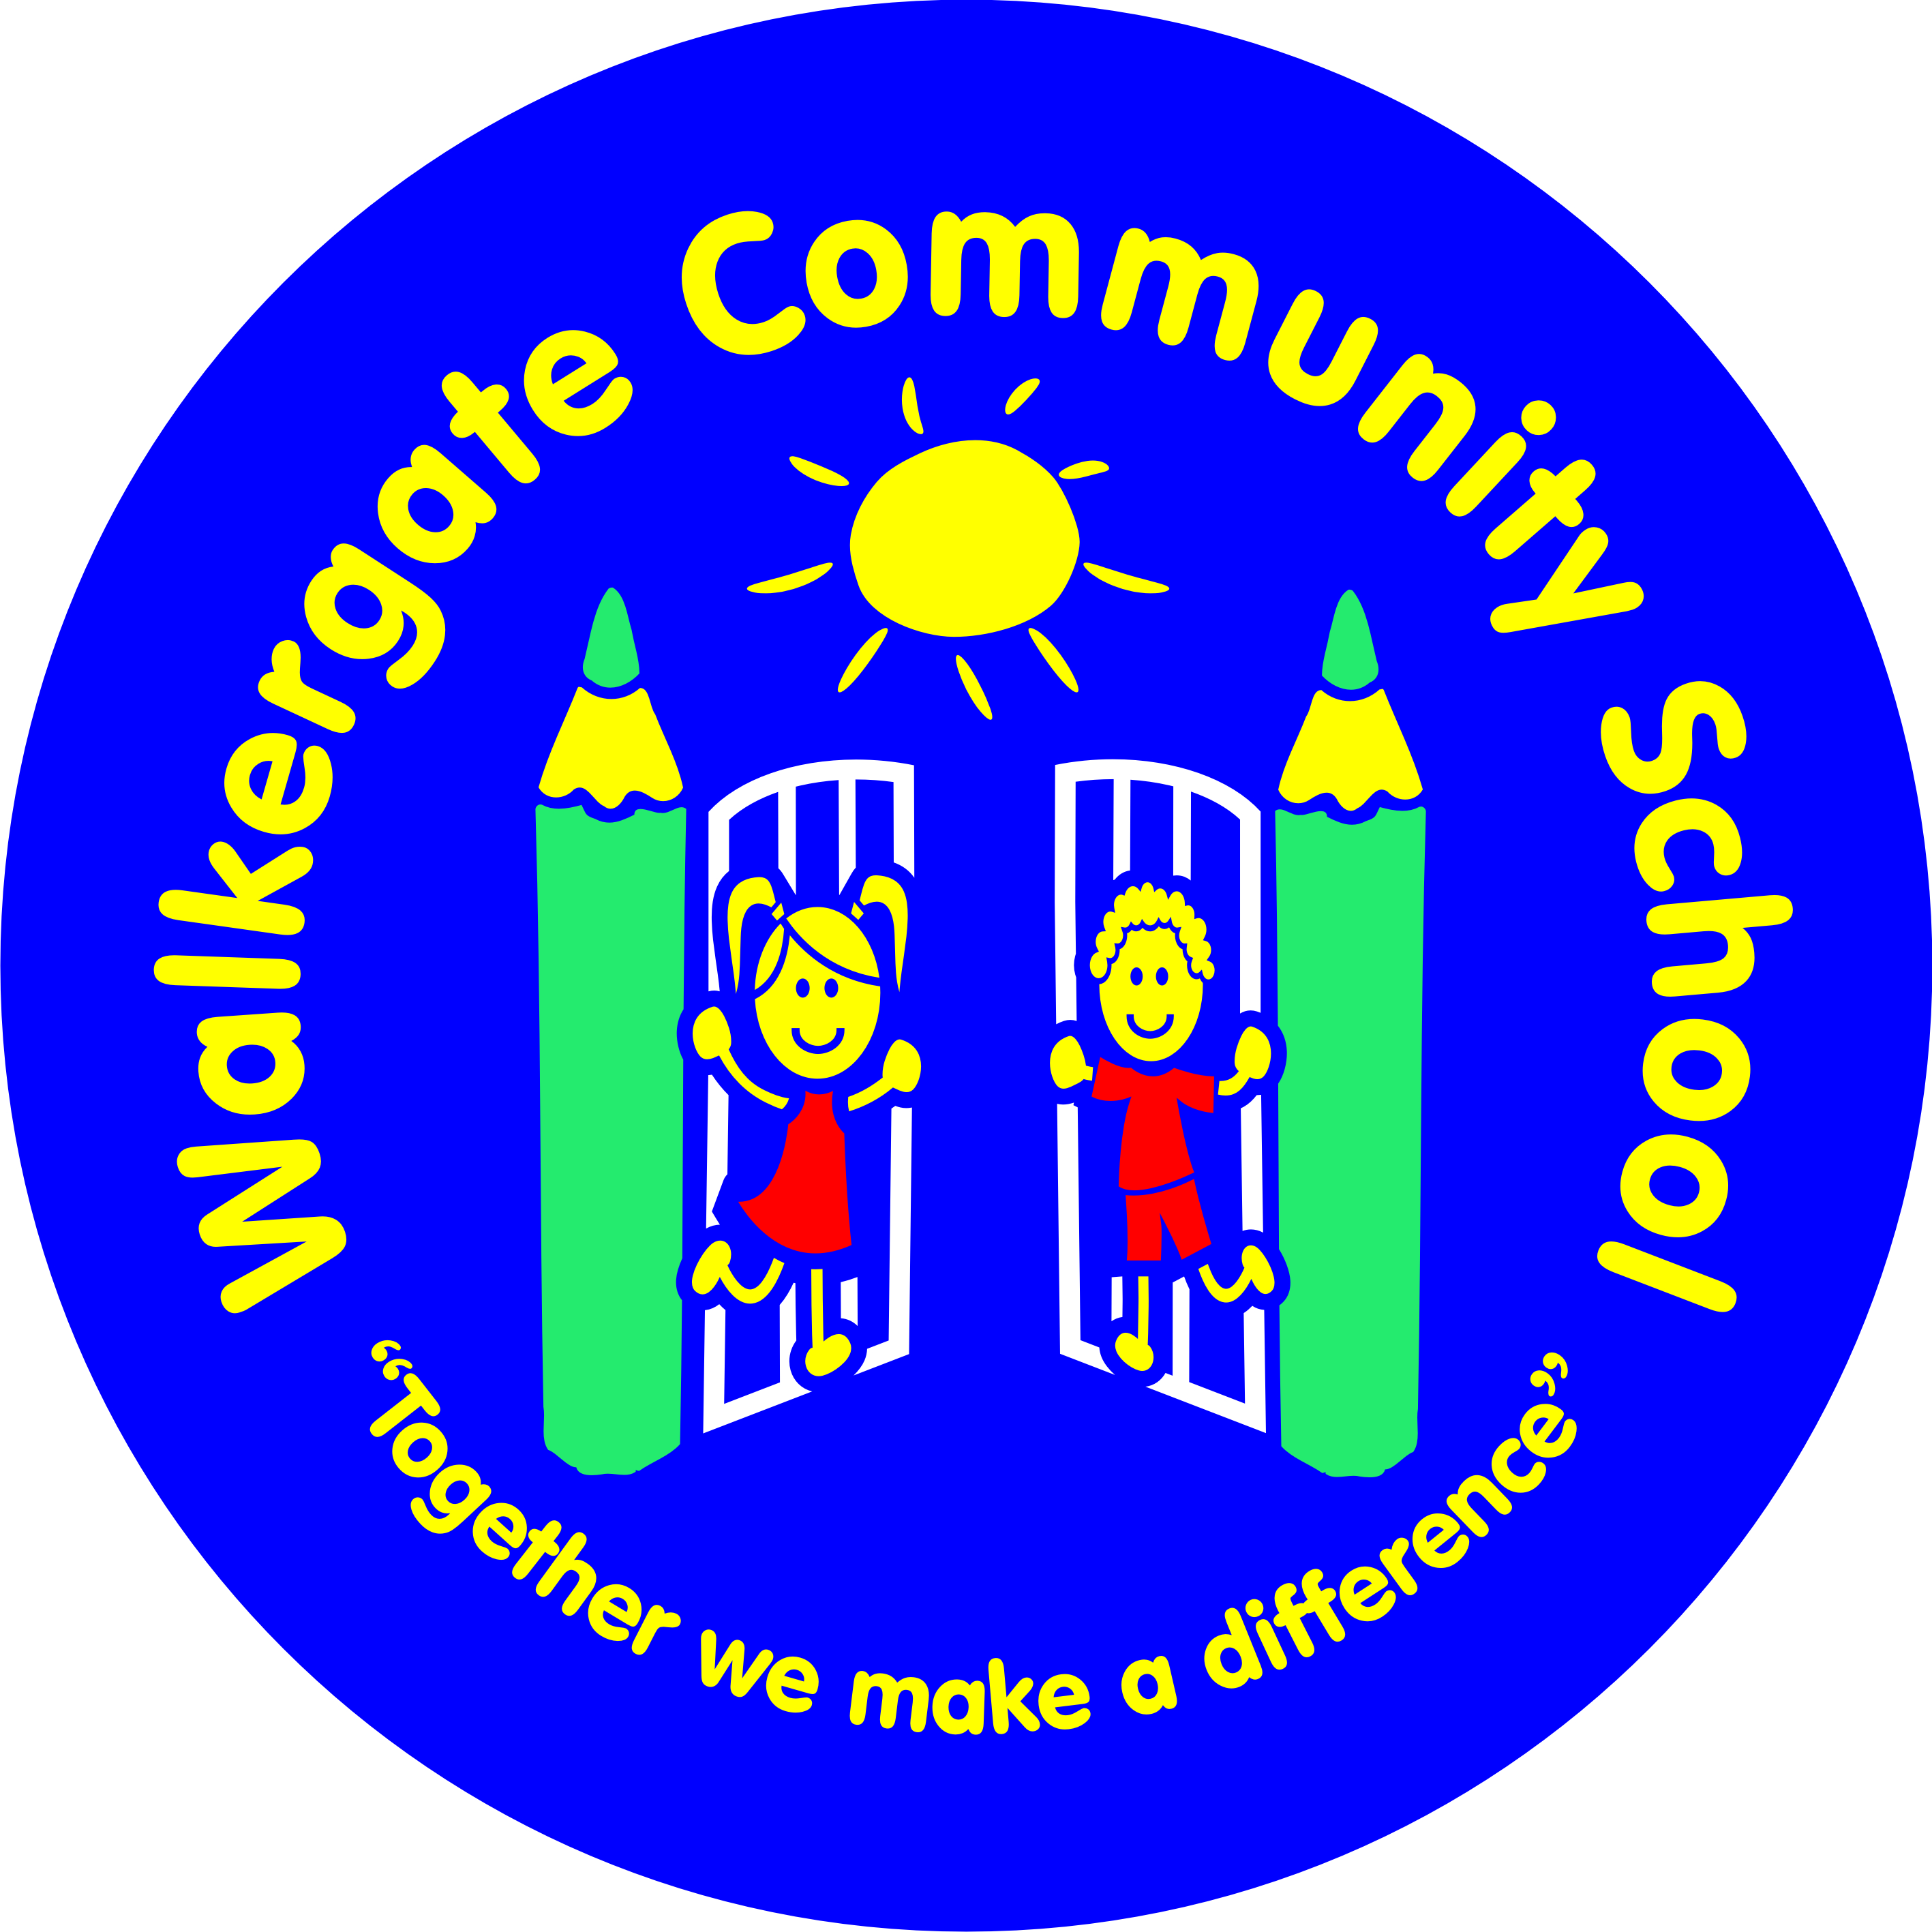 Walkergate Community School
“Together we make a difference”